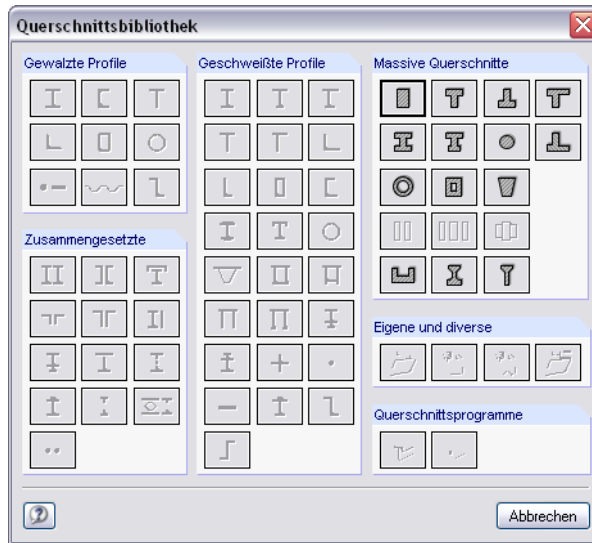 Querschnittsbibliothek
Gewalzte Profile
Geschweißte Profile
Massive Querschnitte
Zusammengesetzte
Eigene und diverse
Querschnittsprogramme
Abbrechen